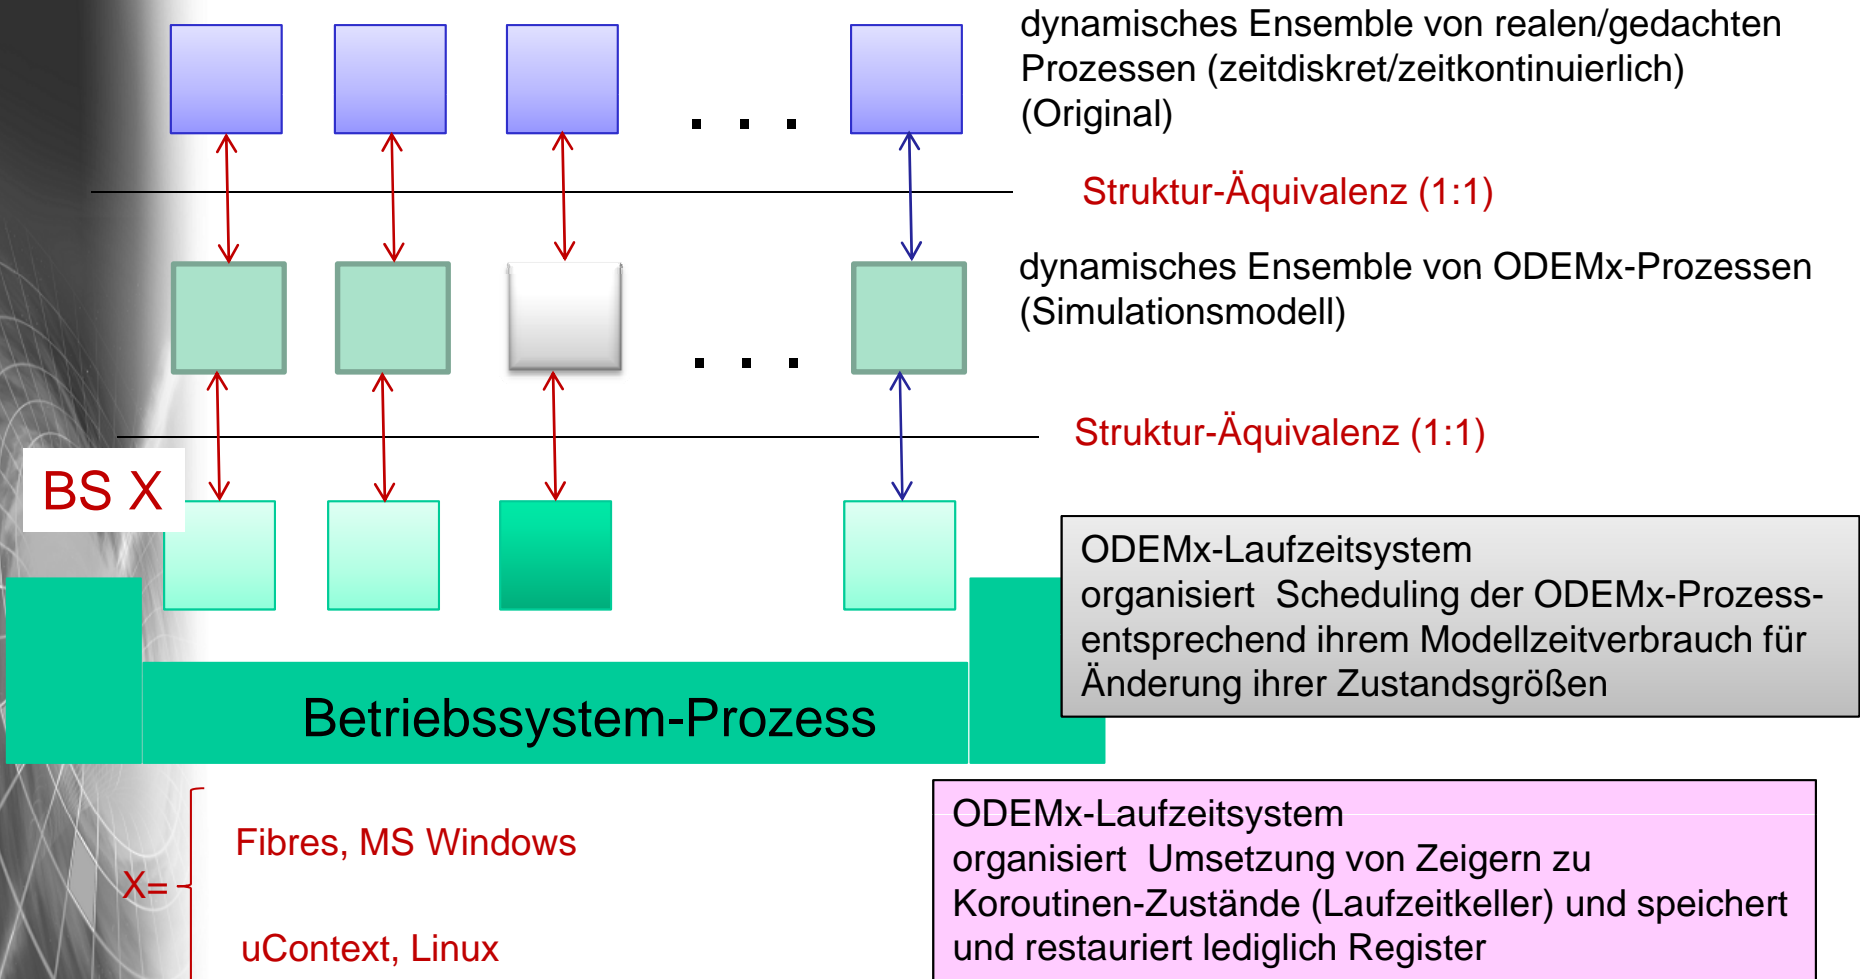 dynamisches Ensemble von realen/gedachten
Prozessen (zeitdiskret/zeitkontinuierlich)
(Original)
. . .
Struktur-Äquivalenz (1:1)
dynamisches Ensemble von ODEMx-Prozessen
(Simulationsmodell)
. . .
Struktur-Äquivalenz (1:1)
BS X
ODEMx-Laufzeitsystem
organisiert Scheduling der ODEMx-Prozess-
entsprechend ihrem Modellzeitverbrauch für
Änderung ihrer Zustandsgrößen
Betriebssystem-Prozess
X=
Fibres, MS Windows
uContext, Linux
ODEMx-Laufzeitsystem
organisiert Umsetzung von Zeigern zu
Koroutinen-Zustände (Laufzeitkeller) und speichert
und restauriert lediglich Register